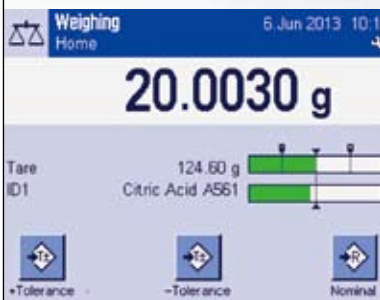 Weighing 6 Jun 2013 10:1
Home
20.0030 g
Tare 124.60 g
ID1 Citric Acid A561
+Tolerance -Tolerance Nominal